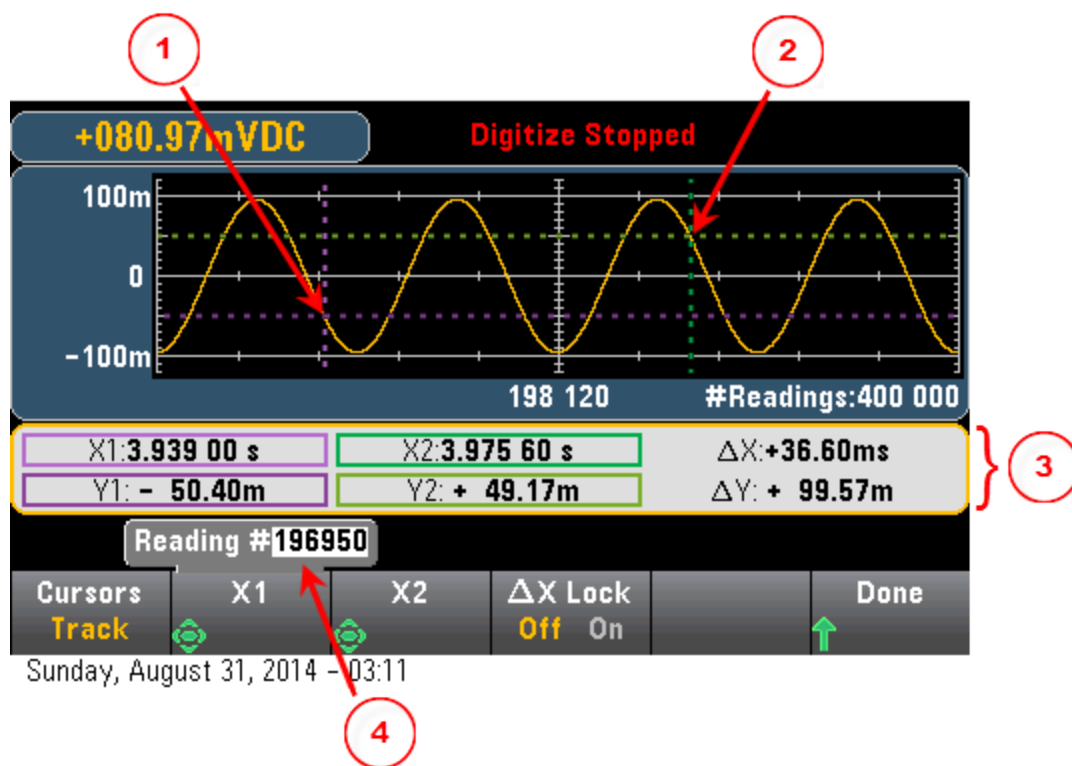 1
2
+080.97mVDC
Digitize Stopped
100m
0
-100m
198 120 #Readings:400 000
X1:3.939 00 s X2:3.975 60 s ΔX:+36.60ms
Y1: - 50.40m Y2: + 49.17m ΔY: + 99.57m
3
Reading #196950
Cursors X1 X2 ΔX Lock Done
Track Off On
Sunday, August 31, 2014 – 03:11
4